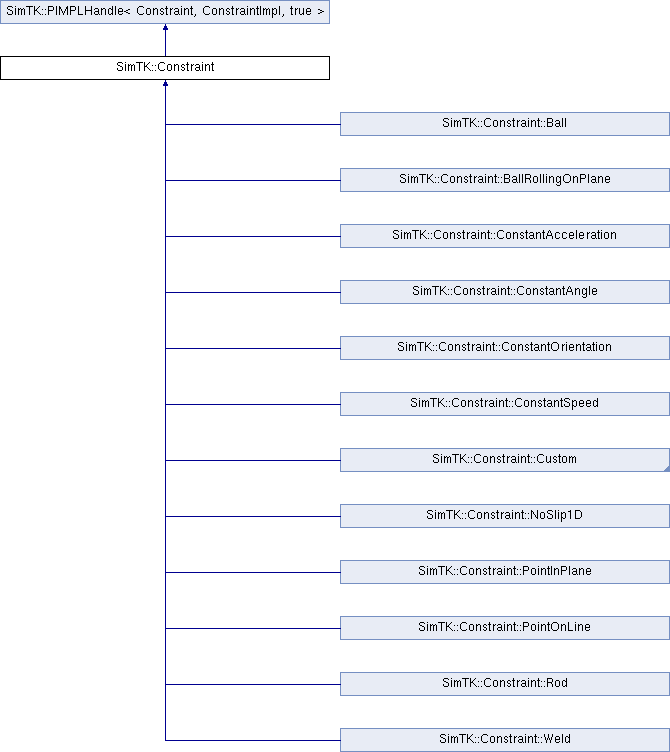 SimTK::PIMPLHandle< Constraint, ConstraintImpl, true >
SimTK::Constraint
SimTK::Constraint::Ball
SimTK::Constraint::BallRollingOnPlane
SimTK::Constraint::ConstantAcceleration
SimTK::Constraint::ConstantAngle
SimTK::Constraint::ConstantOrientation
SimTK::Constraint::ConstantSpeed
SimTK::Constraint::Custom
SimTK::Constraint::NoSlip1D
SimTK::Constraint::PointInPlane
SimTK::Constraint::PointOnLine
SimTK::Constraint::Rod
SimTK::Constraint::Weld